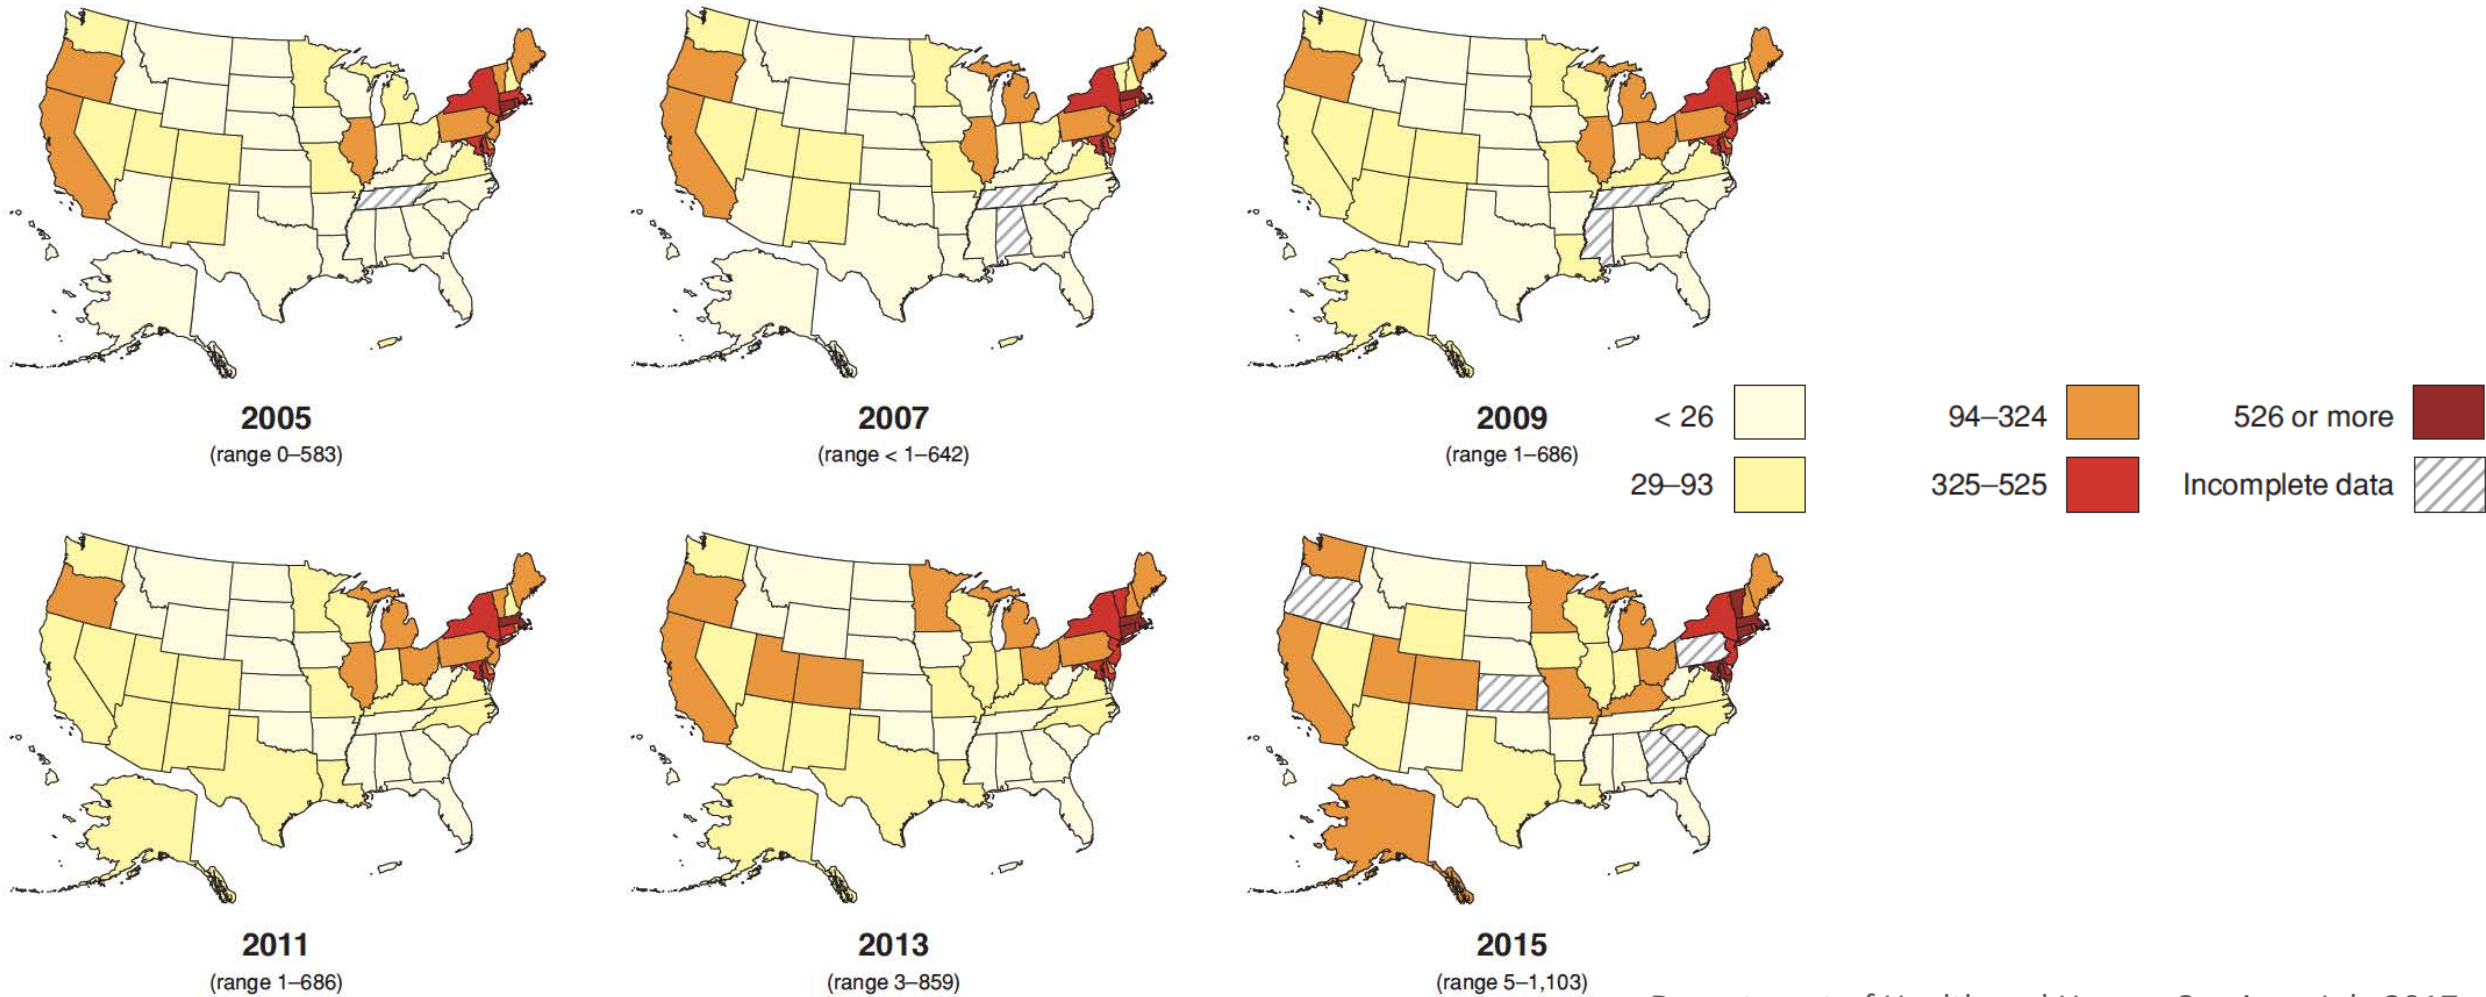 2005
(range 0–583)
2007
(range < 1–642)
2009
(range 1–686)
< 26
94–324
526 or more
29–93
325–525
Incomplete data
2011
(range 1–686)
2013
(range 3–859)
2015
(range 5–1,103)